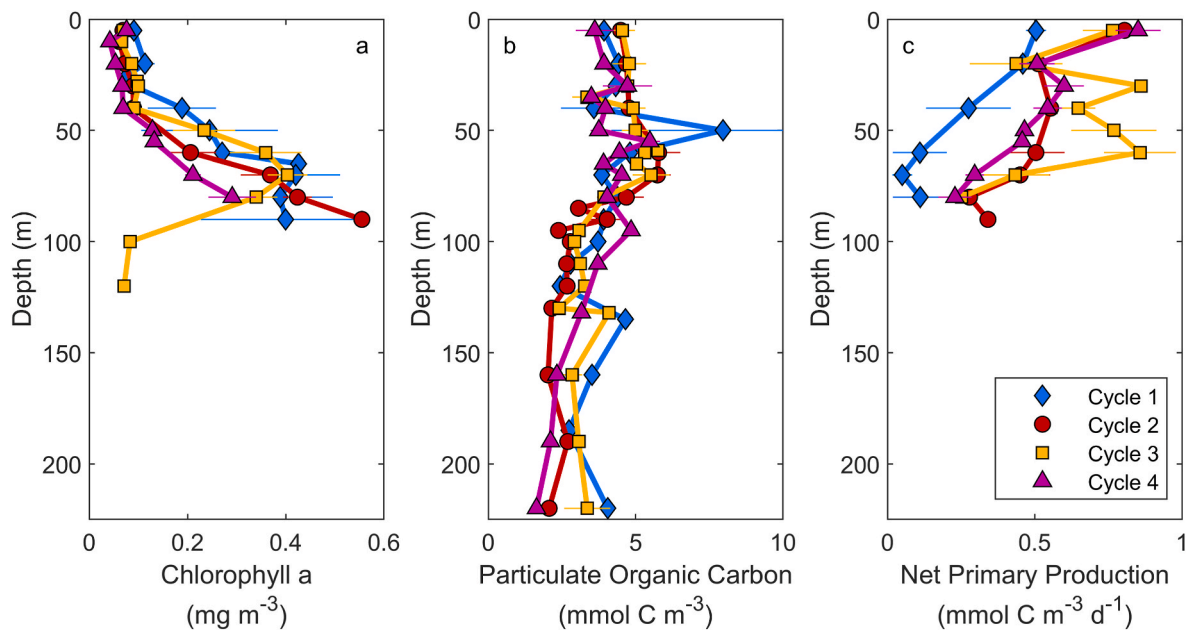 a
0
50
100
150
200
Depth (m)
0
0.2
0.4
0.6
Chlorophyll a
(mg m⁻³)
b
0
50
100
150
200
Depth (m)
0
5
10
Particulate Organic Carbon
(mmol C m⁻³)
c
0
50
100
150
200
Depth (m)
0
0.5
1
Net Primary Production
(mmol C m⁻³ d⁻¹)
Cycle 1
Cycle 2
Cycle 3
Cycle 4